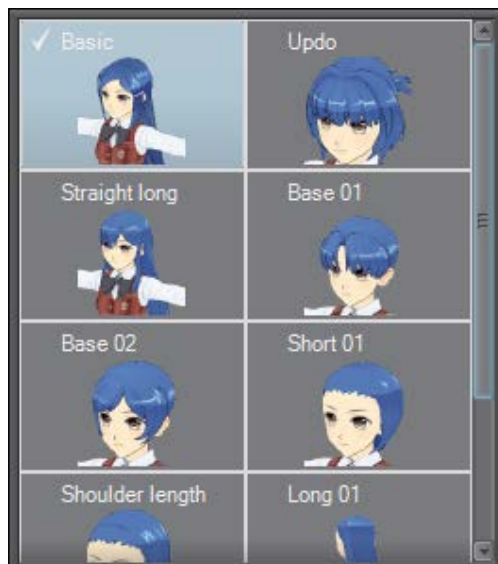 Basic
Updo
Straight long
Base 01
Base 02
Short 01
Shoulder length
Long 01